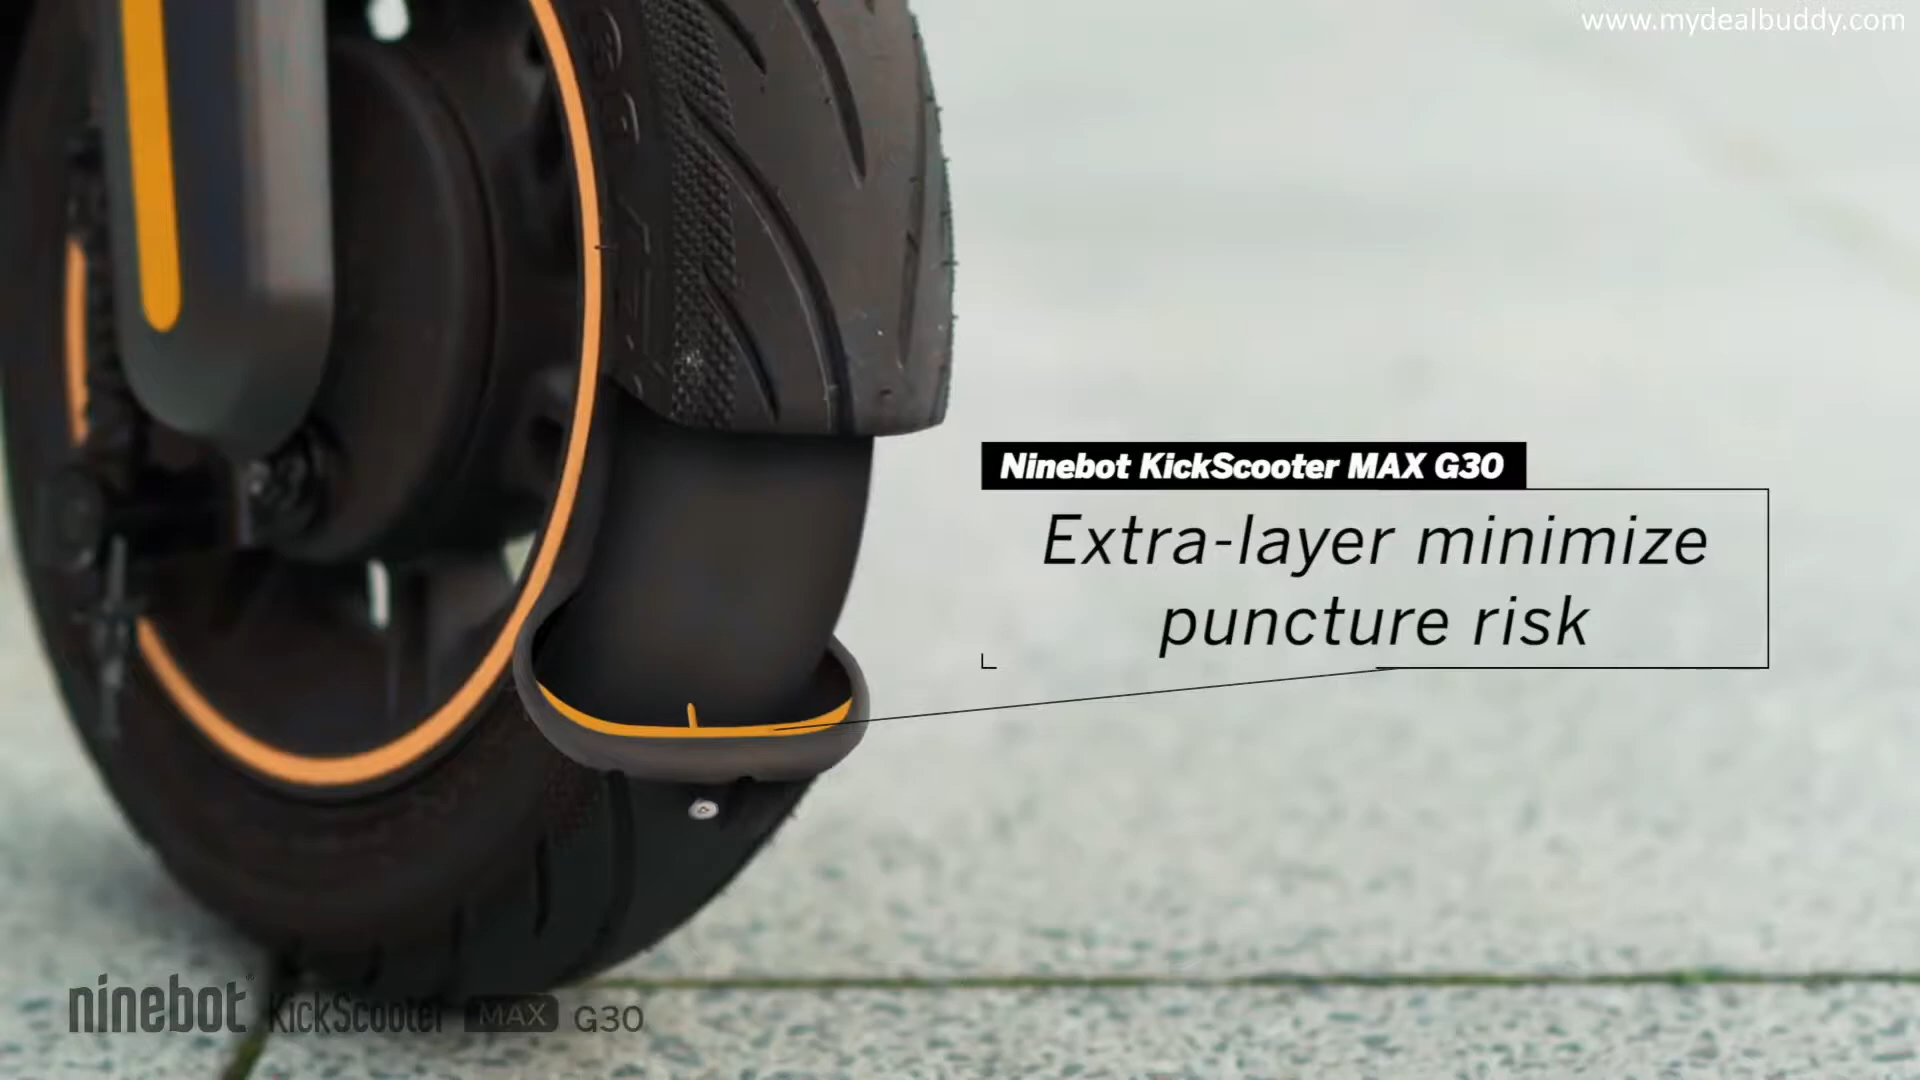 www.mydealbuddy.com
Ninebot KickScooter MAX G30
Extra-layer minimize
puncture risk
ninebot KickScooter MAX G30